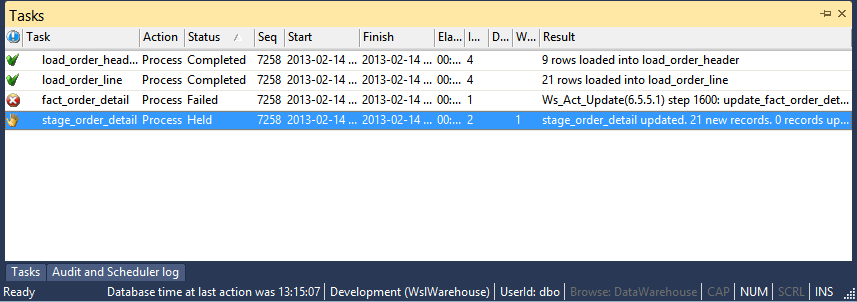 Tasks
Task Action Status Seq Start Finish Ela... I... D... W... Result
load_order_head... Process Completed 7258 2013-02-14 ... 2013-02-14 ... 00:... 4 9 rows loaded into load_order_header
load_order_line Process Completed 7258 2013-02-14 ... 2013-02-14 ... 00:... 4 21 rows loaded into load_order_line
fact_order_detail Process Failed 7258 2013-02-14 ... 2013-02-14 ... 00:... 1 Ws_Act_Update(6.5.5.1) step 1600: update_fact_order_det...
stage_order_detail Process Held 7258 2013-02-14 ... 2013-02-14 ... 00:... 2 1 stage_order_detail updated. 21 new records. 0 records up...
Tasks Audit and Scheduler log
Ready Database time at last action was 13:15:07 Development (WslWarehouse) UserId: dbo Browse: DataWarehouse CAP NUM SCRL INS